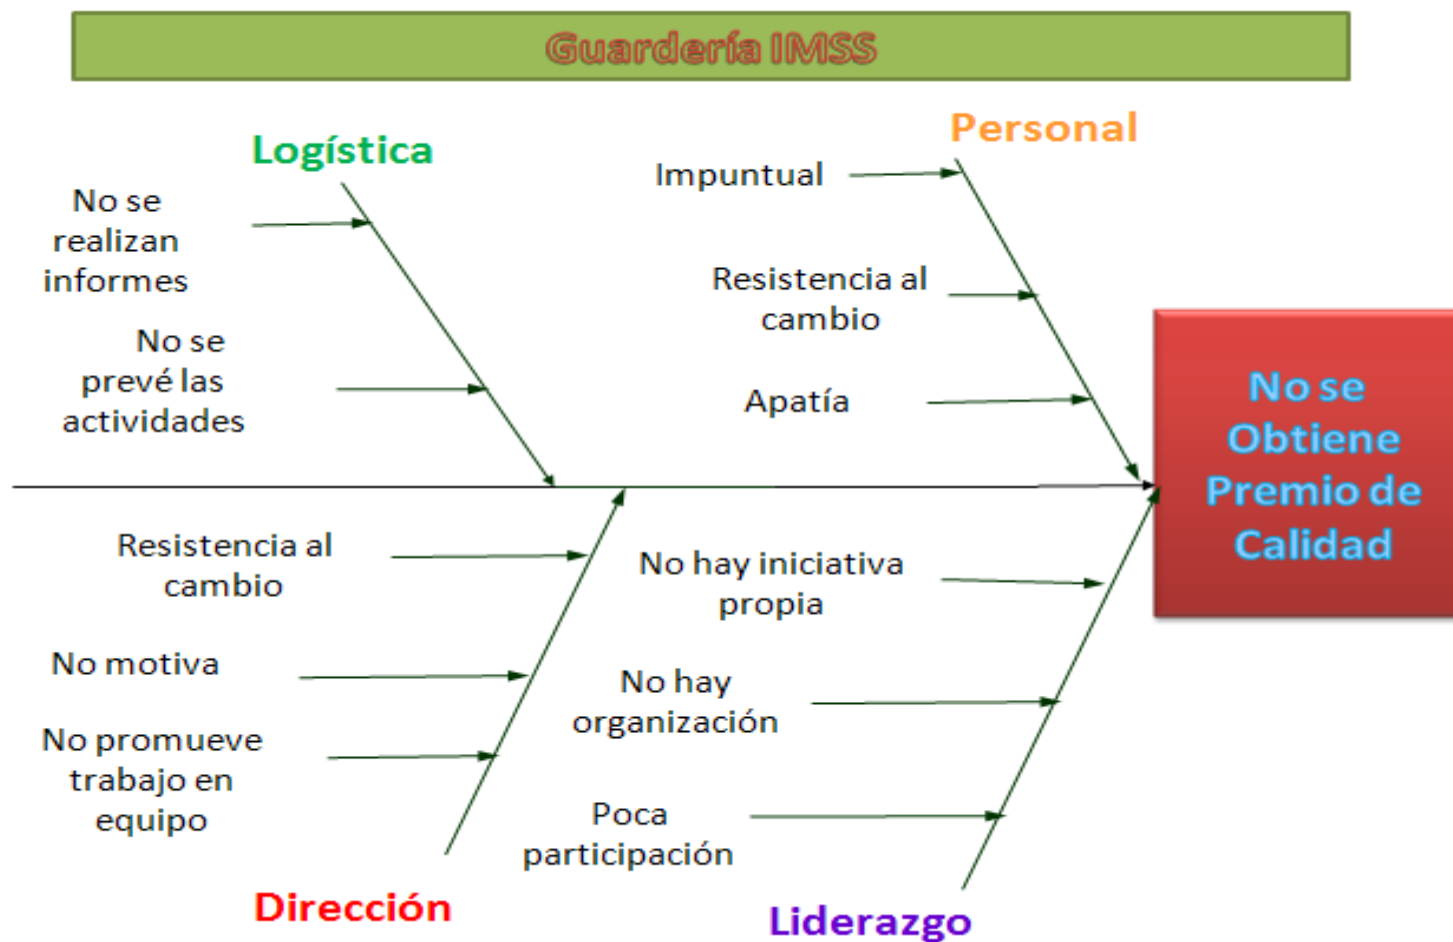 Guardería IMSS
Logística
No se
realizan
informes
No se
prevé las
actividades
Personal
Impuntual
Resistencia al
cambio
Apatía
No se
Obtiene
Premio de
Calidad
Resistencia al
cambio
No motiva
No promueve
trabajo en
equipo
Dirección
No hay iniciativa
propia
No hay
organización
Poca
participación
Liderazgo